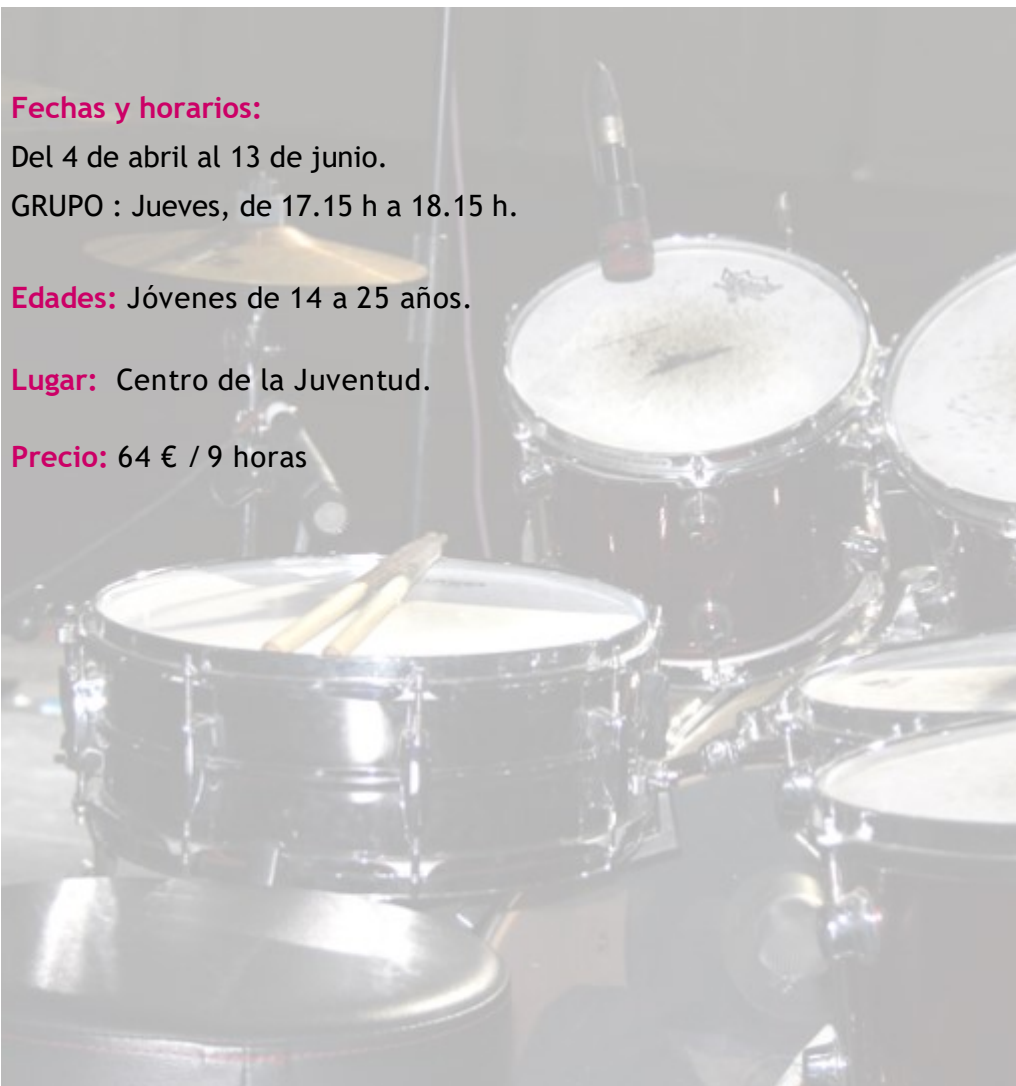 Fechas y horarios:
Del 4 de abril al 13 de junio.
GRUPO : Jueves, de 17.15 h a 18.15 h.
Edades: Jóvenes de 14 a 25 años.
Lugar: Centro de la Juventud.
Precio: 64 € / 9 horas